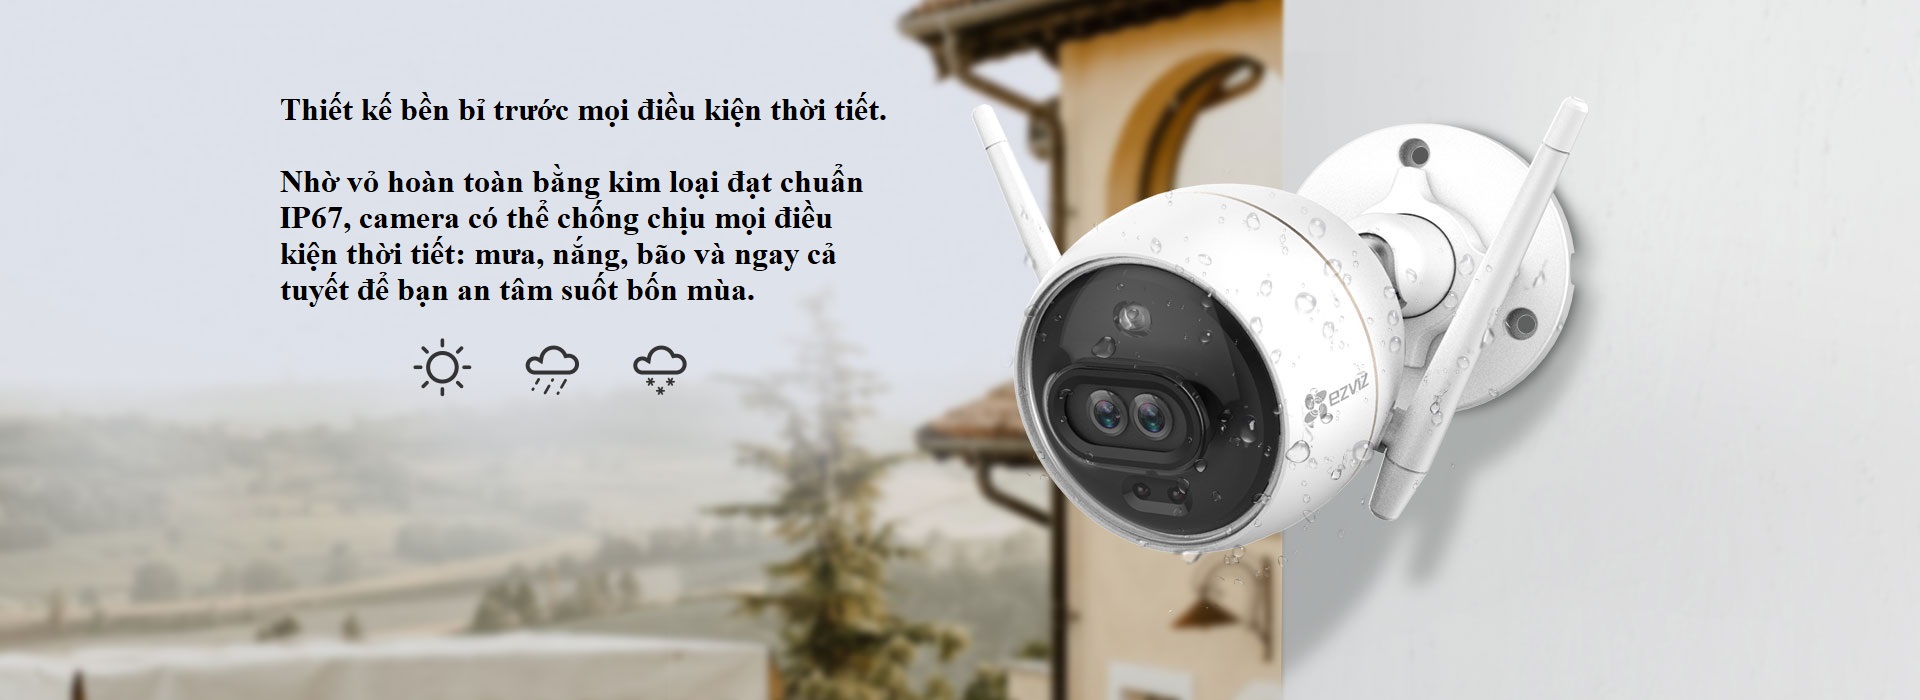 Thiết kế bền bỉ trước mọi điều kiện thời tiết.
Nhờ vỏ hoàn toàn bằng kim loại đạt chuẩn
IP67, camera có thể chống chịu mọi điều
kiện thời tiết: mưa, nắng, bão và ngay cả
tuyết để bạn an tâm suốt bốn mùa.
ezviz